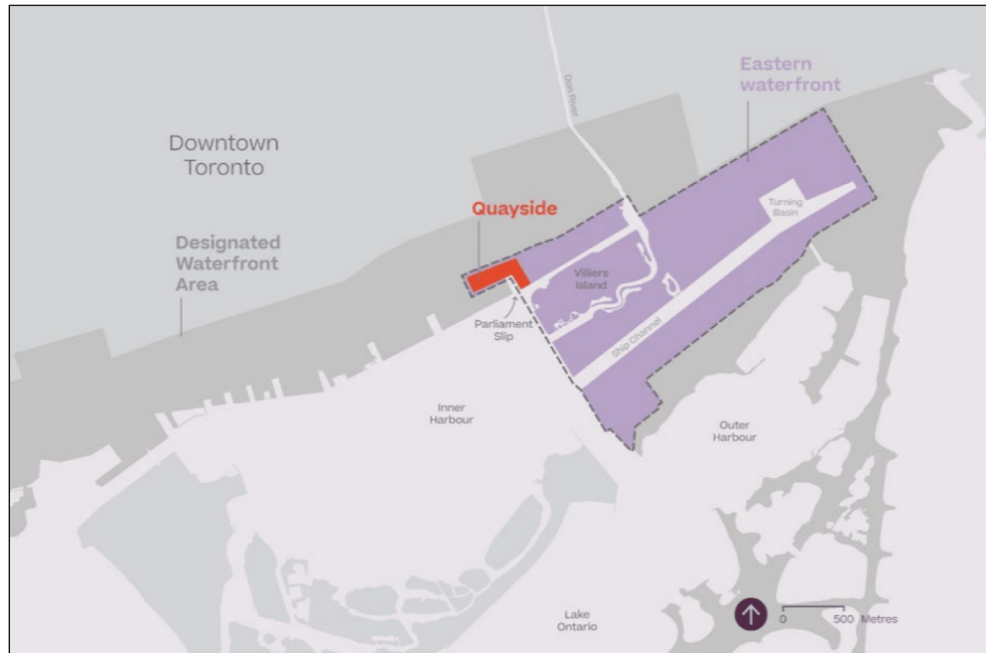 Eastern
waterfront
Don River
Downtown
Toronto
Quayside
Turning
Basin
Designated
Waterfront
Area
Villiers
Island
Parliament
Slip
Ship Channel
Inner
Harbour
Outer
Harbour
Lake
Ontario
0 500 Metres